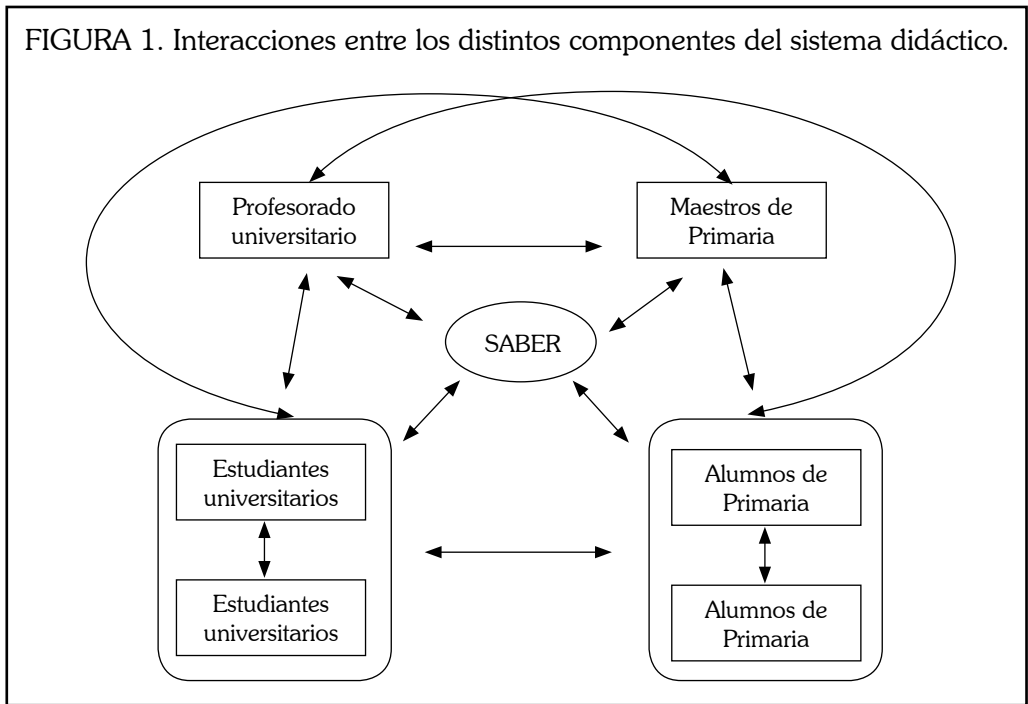 FIGURA 1. Interacciones entre los distintos componentes del sistema didáctico.
Profesorado
universitario
Maestros de
Primaria
SABER
Estudiantes
universitarios
Estudiantes
universitarios
Alumnos de
Primaria
Alumnos de
Primaria